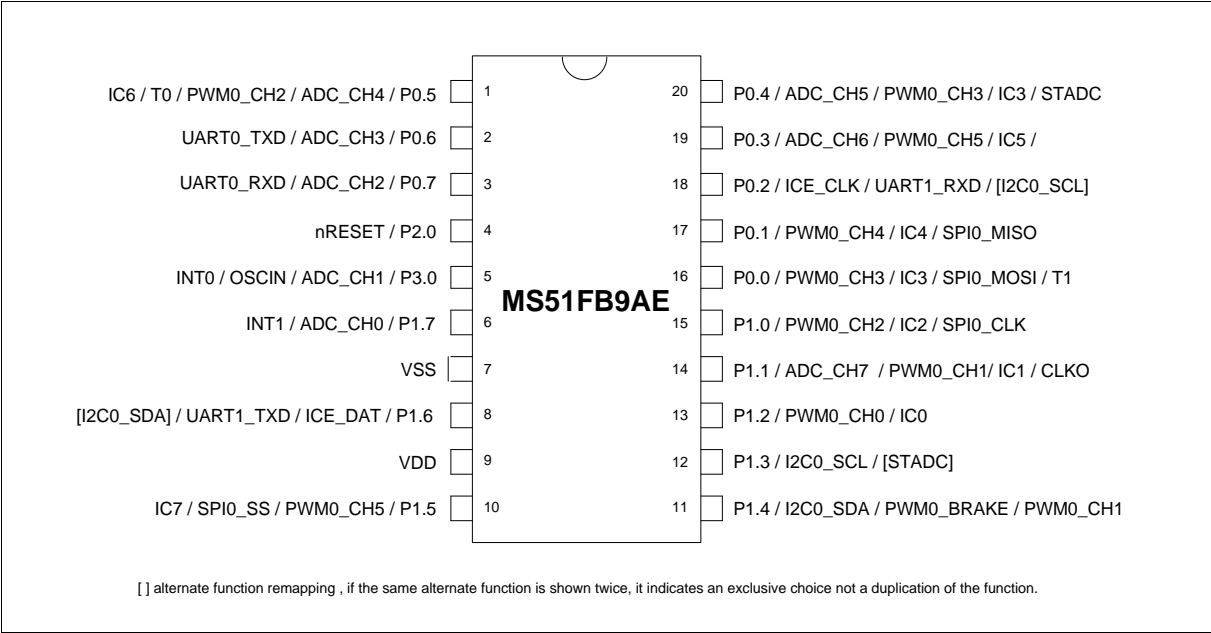 IC6 / T0 / PWM0_CH2 / ADC_CH4 / P0.5 1 20 P0.4 / ADC_CH5 / PWM0_CH3 / IC3 / STADC
UART0_TXD / ADC_CH3 / P0.6 2 19 P0.3 / ADC_CH6 / PWM0_CH5 / IC5 /
UART0_RXD / ADC_CH2 / P0.7 3 18 P0.2 / ICE_CLK / UART1_RXD / [I2C0_SCL]
nRESET / P2.0 4 17 P0.1 / PWM0_CH4 / IC4 / SPI0_MISO
INT0 / OSCIN / ADC_CH1 / P3.0 5 16 P0.0 / PWM0_CH3 / IC3 / SPI0_MOSI / T1
MS51FB9AE
INT1 / ADC_CH0 / P1.7 6 15 P1.0 / PWM0_CH2 / IC2 / SPI0_CLK
VSS 7 14 P1.1 / ADC_CH7 / PWM0_CH1/ IC1 / CLKO
[I2C0_SDA] / UART1_TXD / ICE_DAT / P1.6 8 13 P1.2 / PWM0_CH0 / IC0
VDD 9 12 P1.3 / I2C0_SCL / [STADC]
IC7 / SPI0_SS / PWM0_CH5 / P1.5 10 11 P1.4 / I2C0_SDA / PWM0_BRAKE / PWM0_CH1
[ ] alternate function remapping , if the same alternate function is shown twice, it indicates an exclusive choice not a duplication of the function.